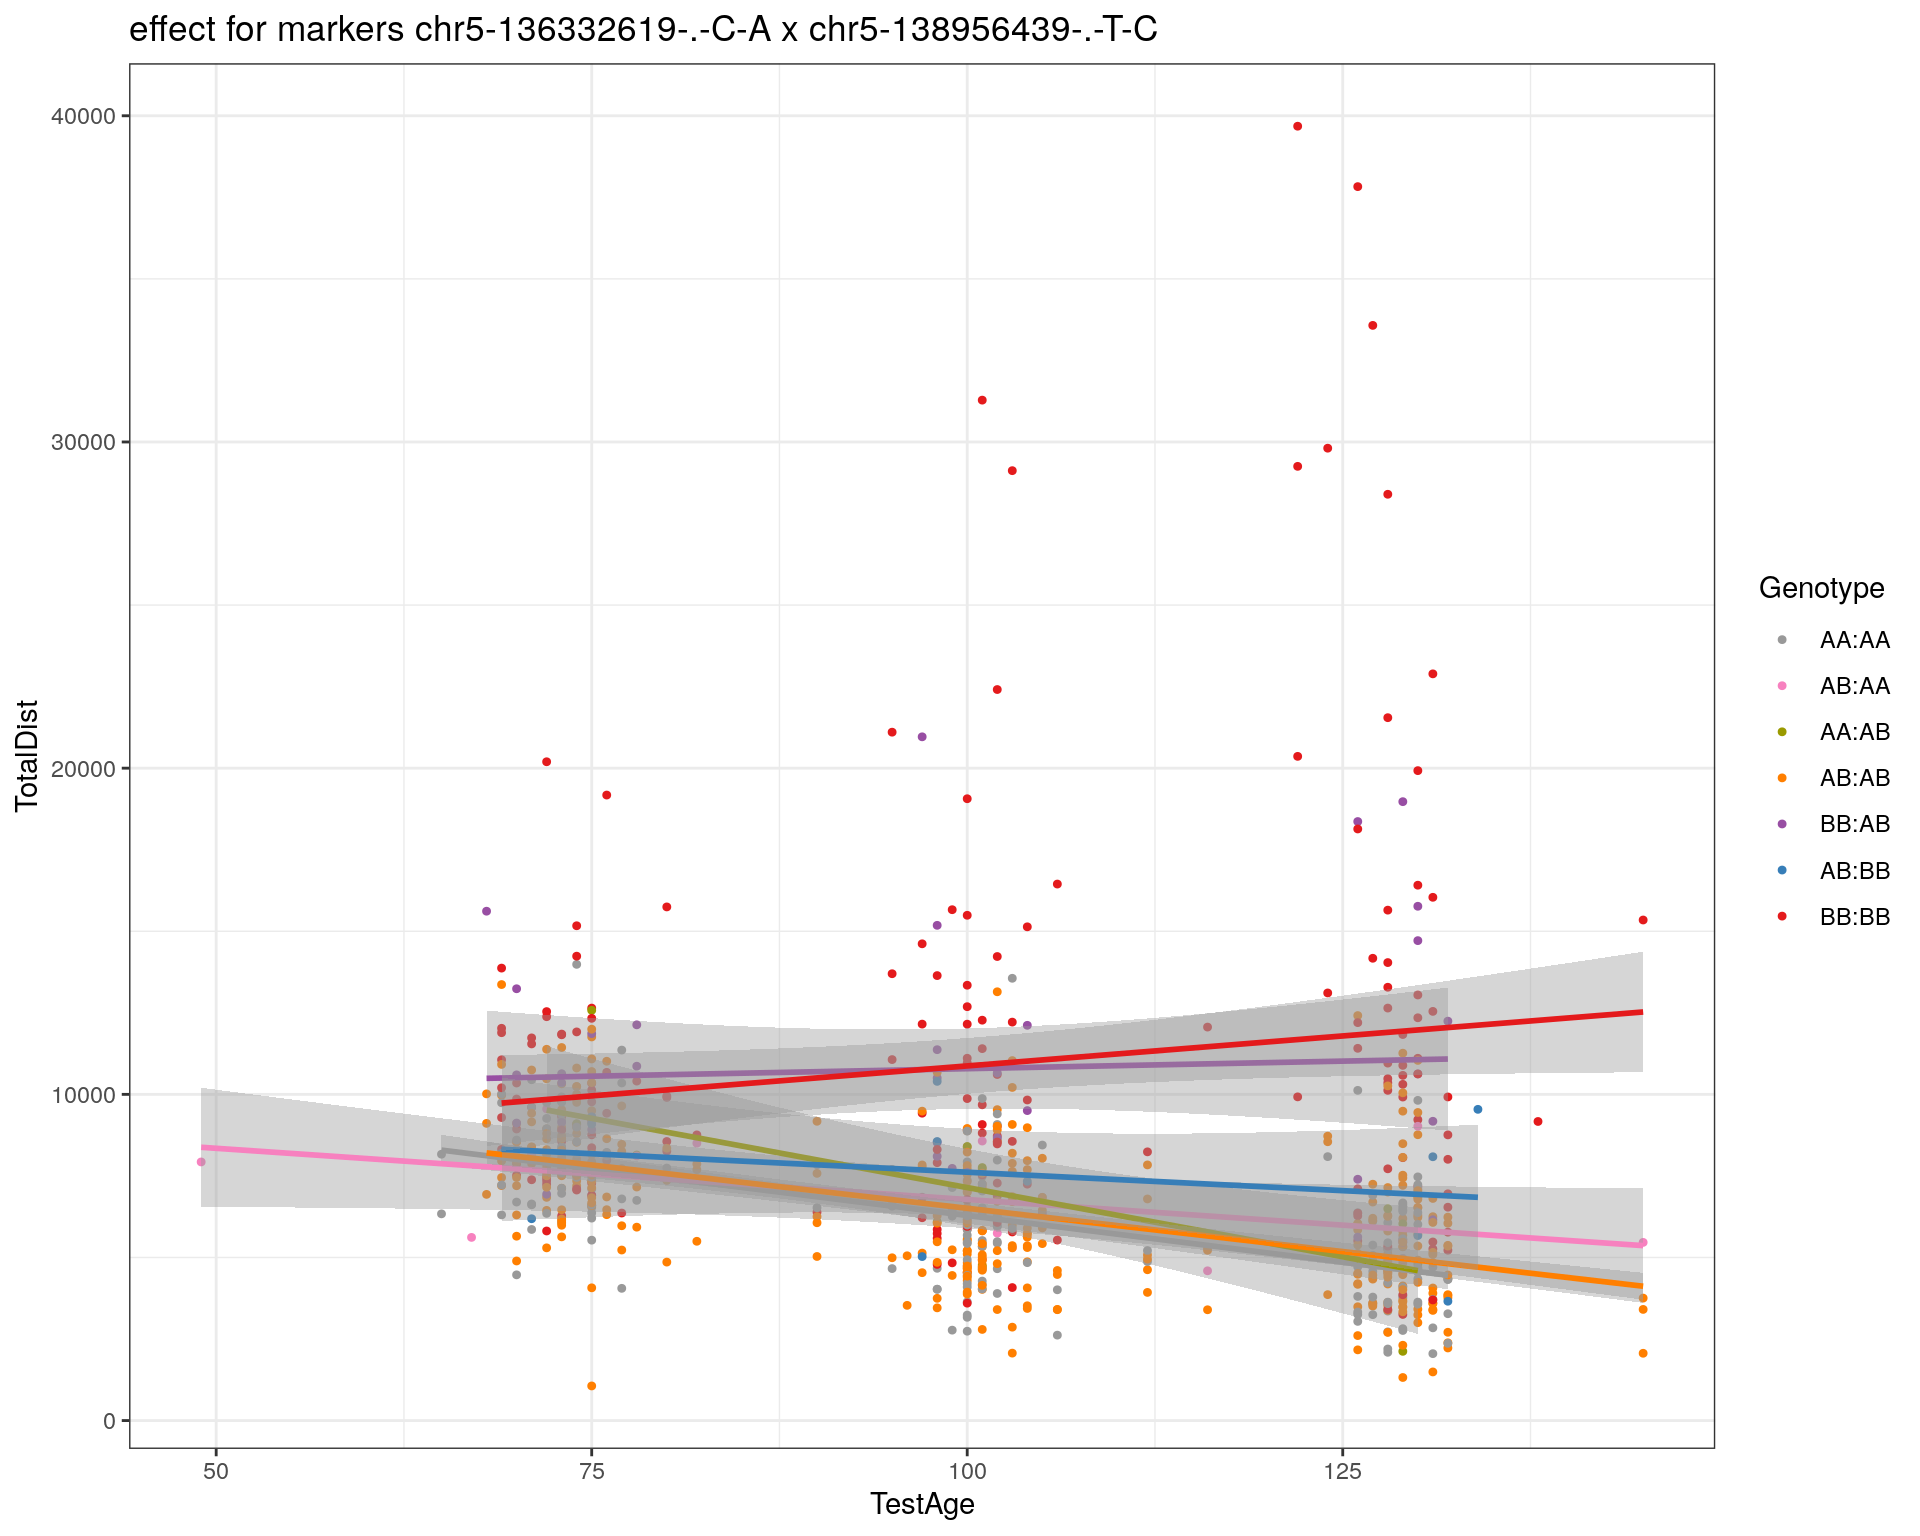 effect for markers chr5-136332619-.-C-A x chr5-138956439-.-T-C
40000
30000
20000
10000
0
TotalDist
50
75
100
125
TestAge
Genotype
AA:AA
AB:AA
AA:AB
AB:AB
BB:AB
AB:BB
BB:BB